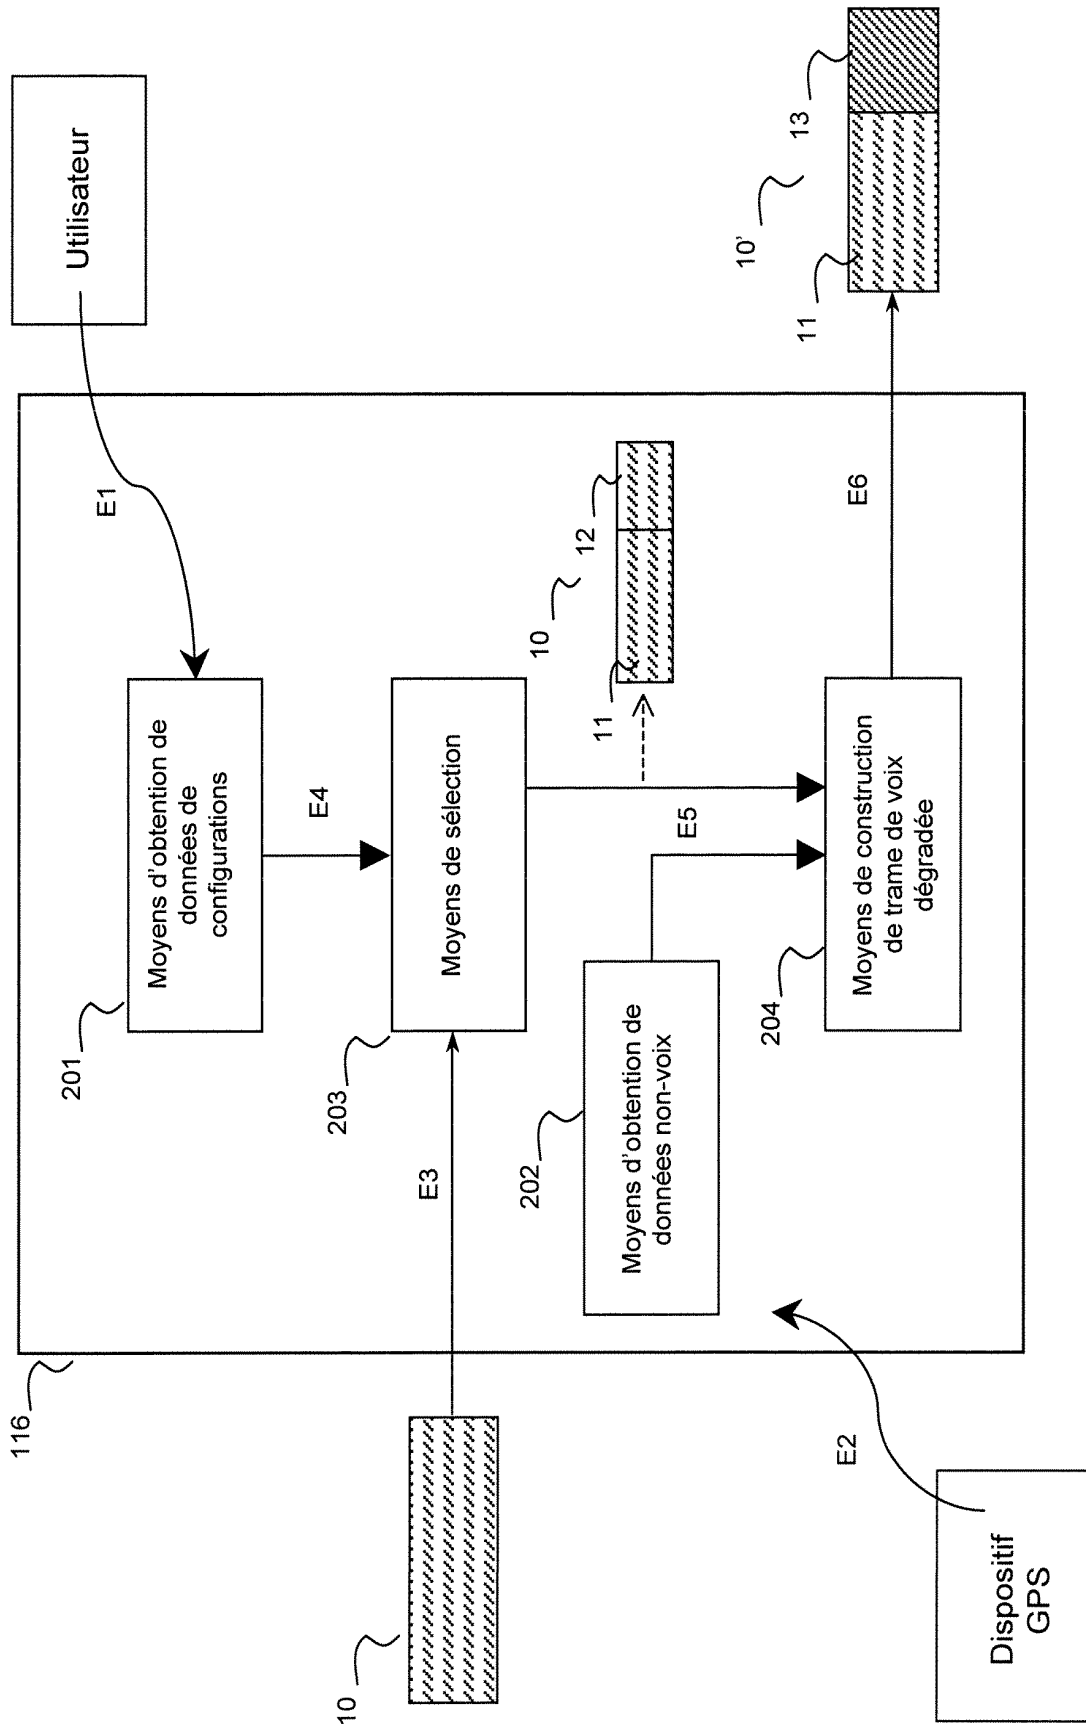 116
201
Moyens d'obtention de
données de
configurations
E1
Utilisateur
E4
10
E3
203
Moyens de sélection
11
10
12
202
Moyens d'obtention de
données non-voix
E5
204
Moyens de construction
de trame de voix
dégradée
E6
11
10'
13
E2
Dispositif
GPS